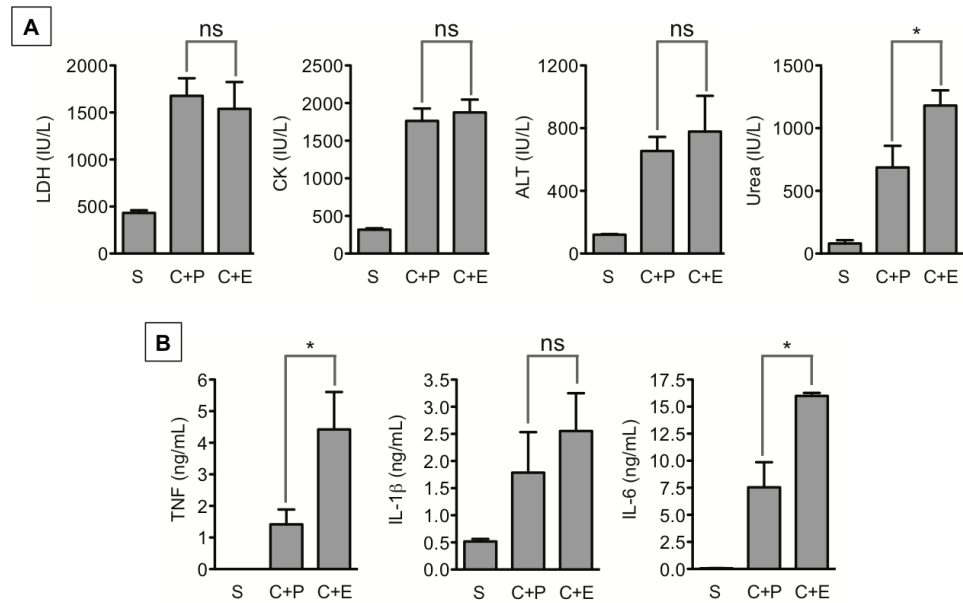 A
ns
LDH (IU/L)
2000
1500
1000
500
0
S C+P C+E
ns
CK (IU/L)
2500
2000
1500
1000
500
0
S C+P C+E
ns
ALT (IU/L)
1200
800
400
0
S C+P C+E
*
Urea (IU/L)
1500
1000
500
0
S C+P C+E
B
*
TNF (ng/mL)
6
5
4
3
2
1
0
S C+P C+E
ns
IL-1β (ng/mL)
3.5
3.0
2.5
2.0
1.5
1.0
0.5
0.0
S C+P C+E
*
IL-6 (ng/mL)
17.5
15.0
12.5
10.0
7.5
5.0
2.5
0.0
S C+P C+E